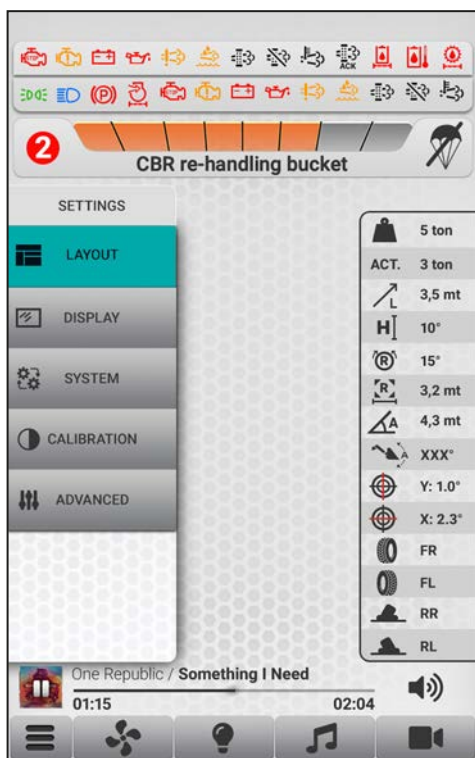 STOP
ACK
P
2
CBR re-handling bucket
SETTINGS
LAYOUT
DISPLAY
SYSTEM
CALIBRATION
ADVANCED
5 ton
ACT. 3 ton
L 3,5 mt
H 10°
R 15°
R 3,2 mt
A 4,3 mt
A XXX°
Y: 1.0°
X: 2.3°
FR
FL
RR
RL
One Republic / Something I Need
01:15 02:04